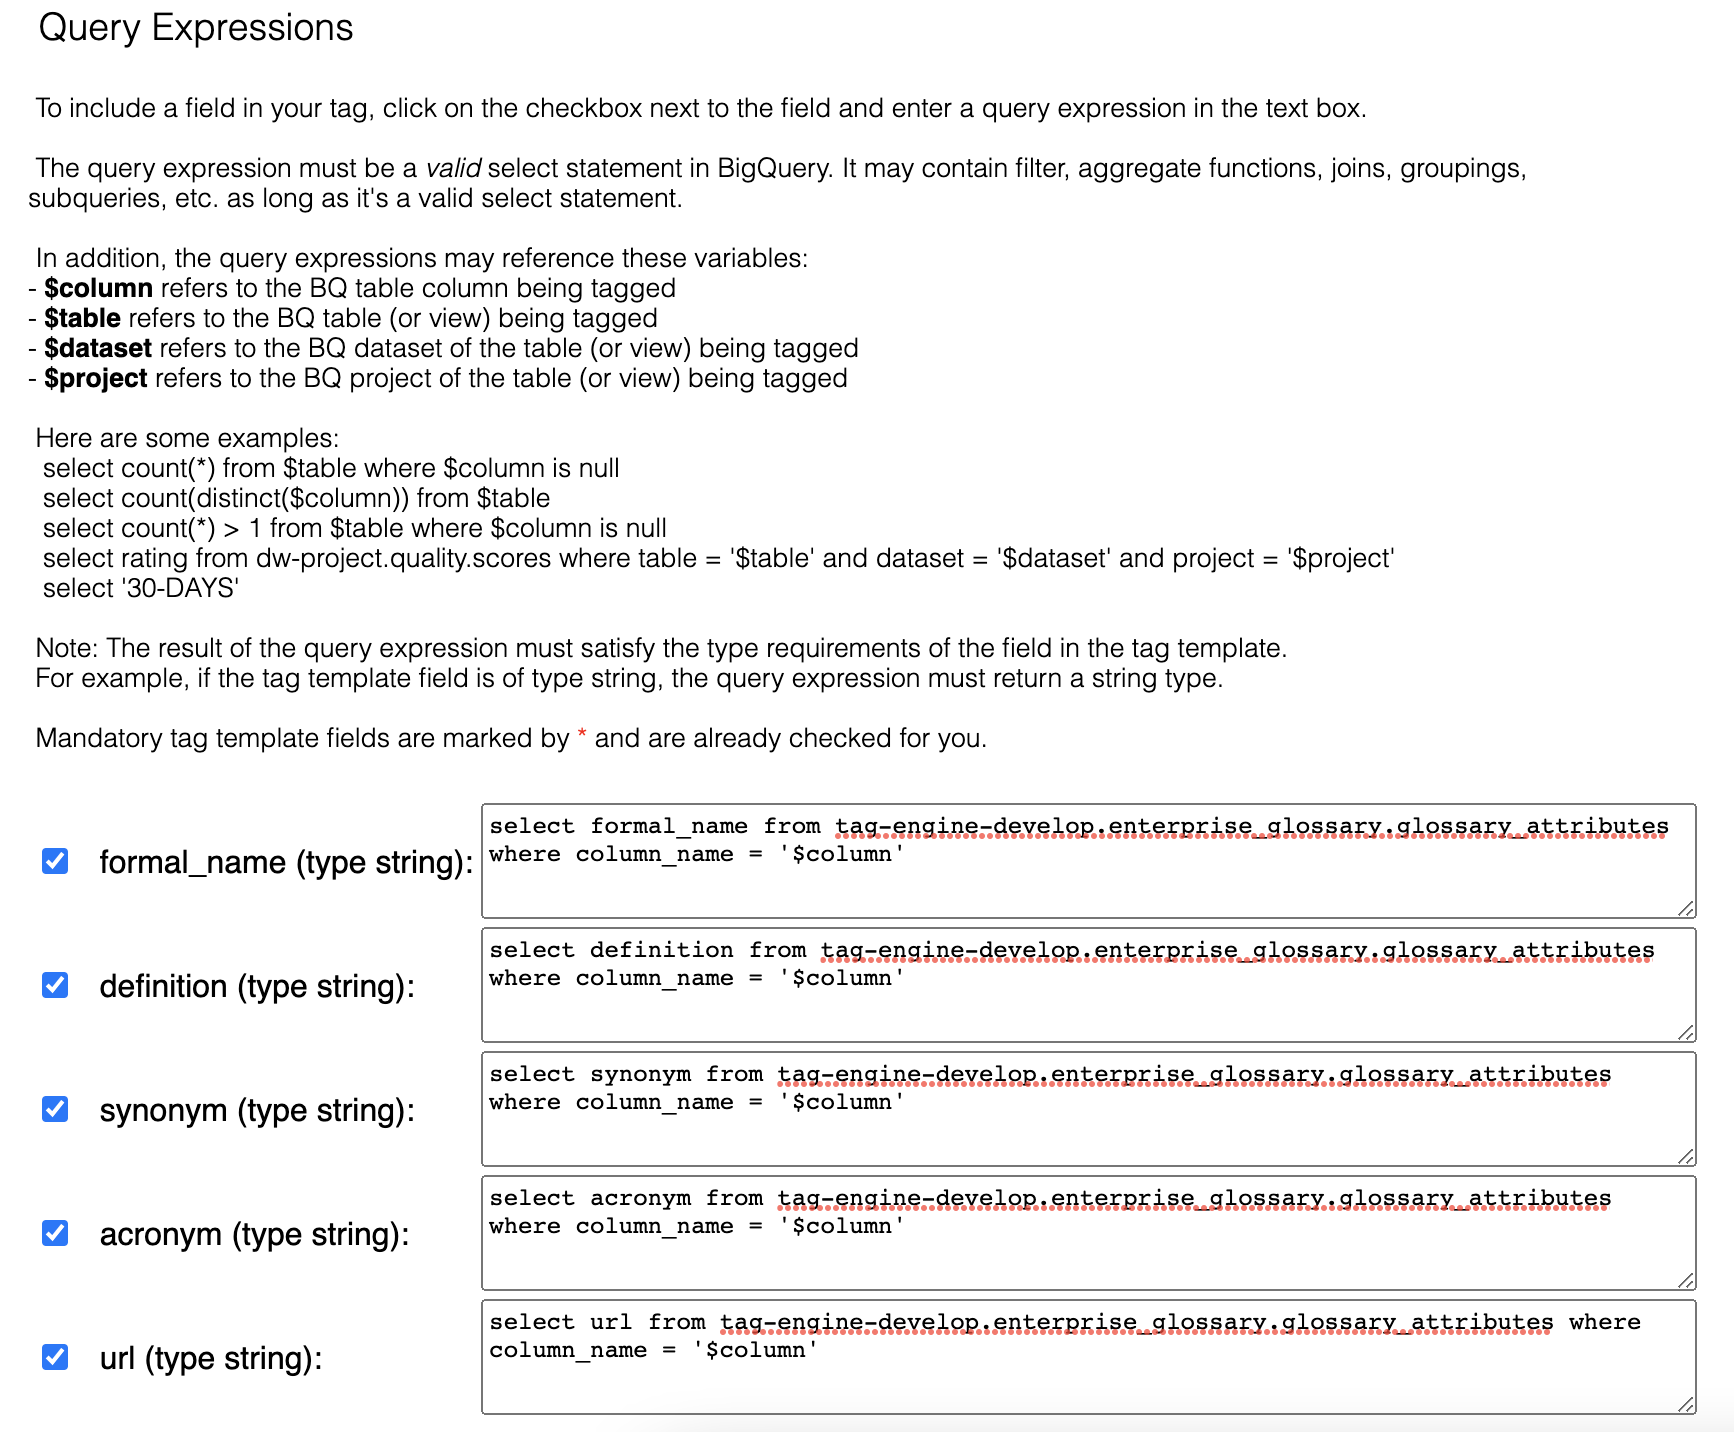 Query Expressions
To include a field in your tag, click on the checkbox next to the field and enter a query expression in the text box.
The query expression must be a valid select statement in BigQuery. It may contain filter, aggregate functions, joins, groupings,
subqueries, etc. as long as it's a valid select statement.
In addition, the query expressions may reference these variables:
- $column refers to the BQ table column being tagged
- $table refers to the BQ table (or view) being tagged
- $dataset refers to the BQ dataset of the table (or view) being tagged
- $project refers to the BQ project of the table (or view) being tagged
Here are some examples:
select count(*) from $table where $column is null
select count(distinct($column)) from $table
select count(*) > 1 from $table where $column is null
select rating from dw-project.quality.scores where table = '$table' and dataset = '$dataset' and project = '$project'
select '30-DAYS'
Note: The result of the query expression must satisfy the type requirements of the field in the tag template.
For example, if the tag template field is of type string, the query expression must return a string type.
Mandatory tag template fields are marked by * and are already checked for you.
formal_name (type string):
select formal_name from tag-engine-develop.enterprise_glossary.glossary_attributes
where column_name = '$column'
definition (type string):
select definition from tag-engine-develop.enterprise_glossary.glossary_attributes
where column_name = '$column'
synonym (type string):
select synonym from tag-engine-develop.enterprise_glossary.glossary_attributes
where column_name = '$column'
acronym (type string):
select acronym from tag-engine-develop.enterprise_glossary.glossary_attributes
where column_name = '$column'
url (type string):
select url from tag-engine-develop.enterprise_glossary.glossary_attributes where
column_name = '$column'